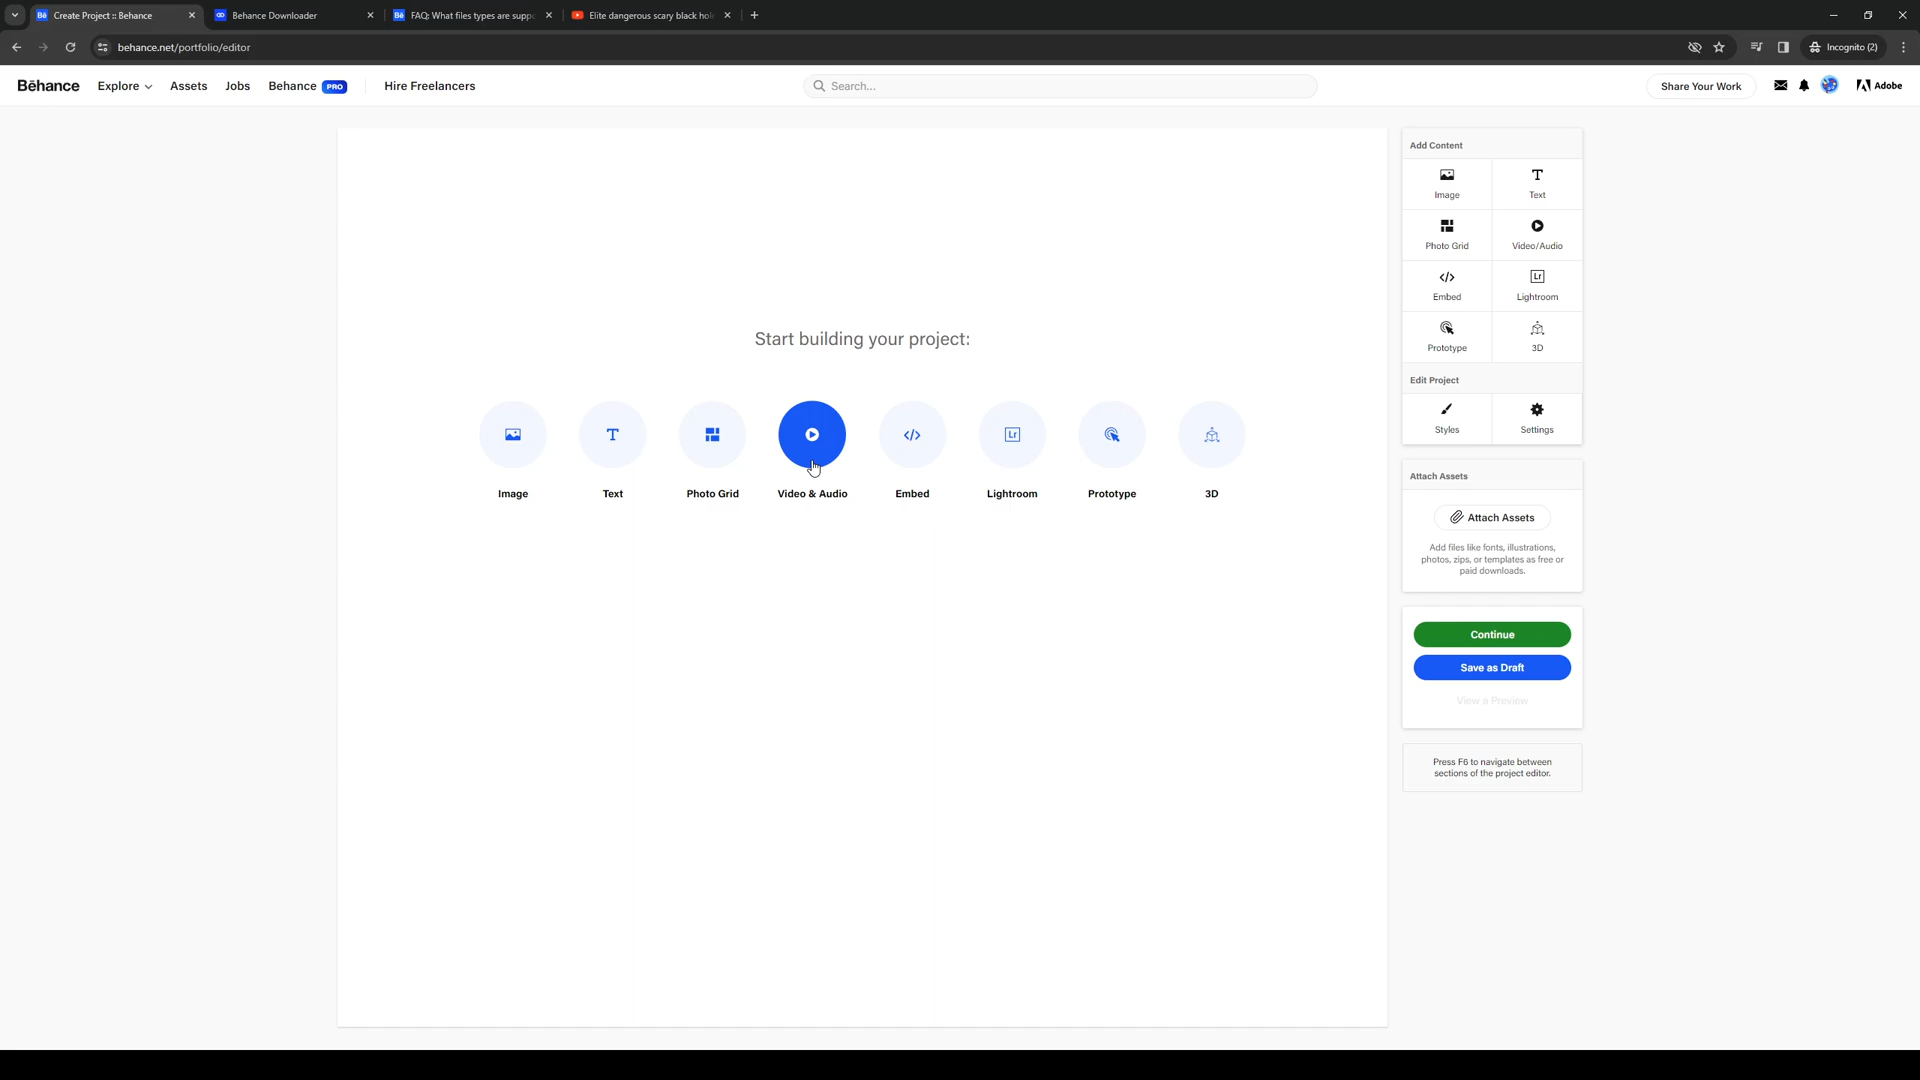 Create Project :: Behance
Behance Downloader
FAQ: What files types are suppo
Elite dangerous scary black hol
behance.net/portfolio/editor
Incognito (2)
Bēhance
Explore
Assets
Jobs
Behance PRO
Hire Freelancers
Search...
Share Your Work
Adobe
Start building your project:
Image
Text
Photo Grid
Video & Audio
Embed
Lightroom
Prototype
3D
Add Content
Image
Text
Photo Grid
Video/Audio
Embed
Lightroom
Prototype
3D
Edit Project
Styles
Settings
Attach Assets
Attach Assets
Add files like fonts, illustrations,
photos, zips, or templates as free or
paid downloads.
Continue
Save as Draft
View a Preview
Press F6 to navigate between
sections of the project editor.